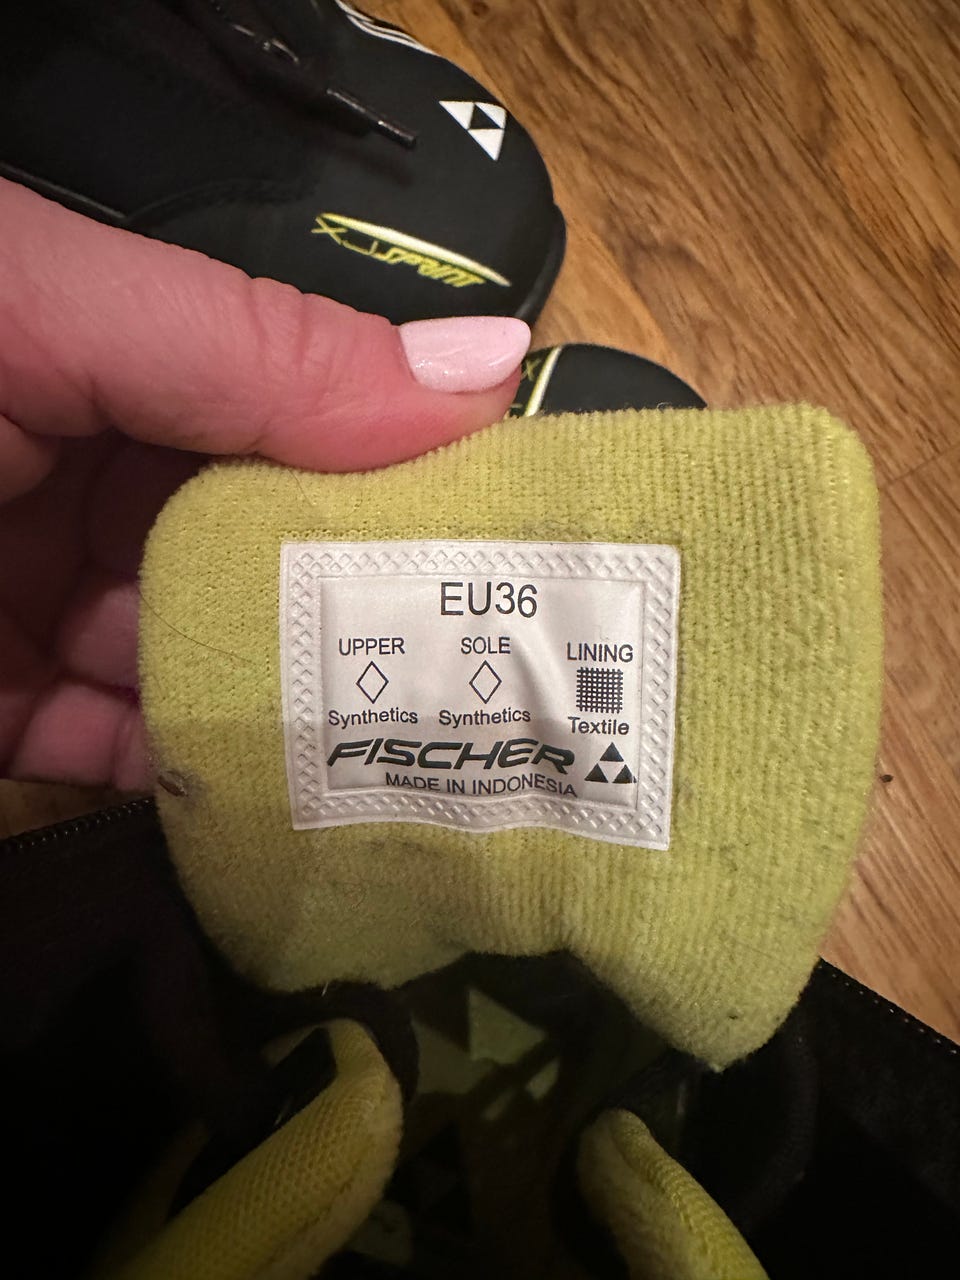 EU36
UPPER SOLE LINING
Synthetics Synthetics Textile
FISCHER
MADE IN INDONESIA